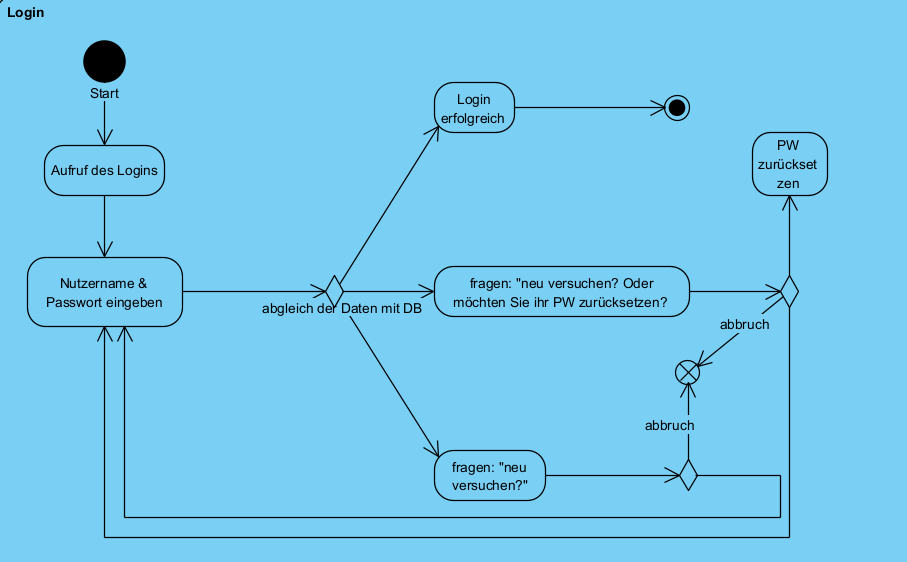 Login
Start
Aufruf des Logins
Nutzername &
Passwort eingeben
abgleich der Daten mit DB
Login
erfolgreich
fragen: "neu versuchen? Oder
möchten Sie ihr PW zurücksetzen?
fragen: "neu
versuchen?"
PW
zurückset
zen
abbruch
abbruch